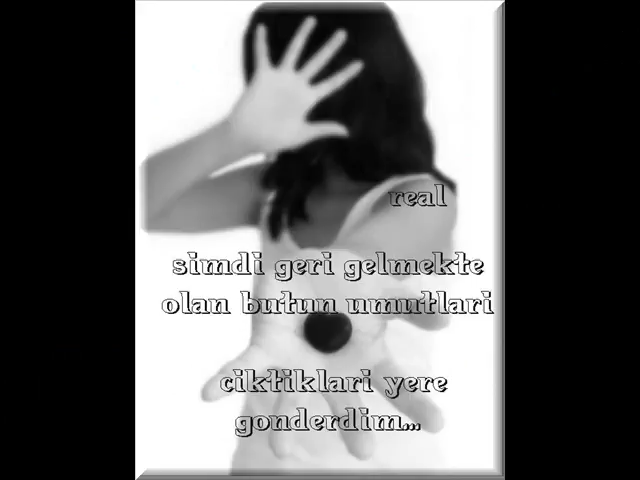 real
simdi geri gelmekte
olan butun umutlari
ciktiklari yere
gonderdim...